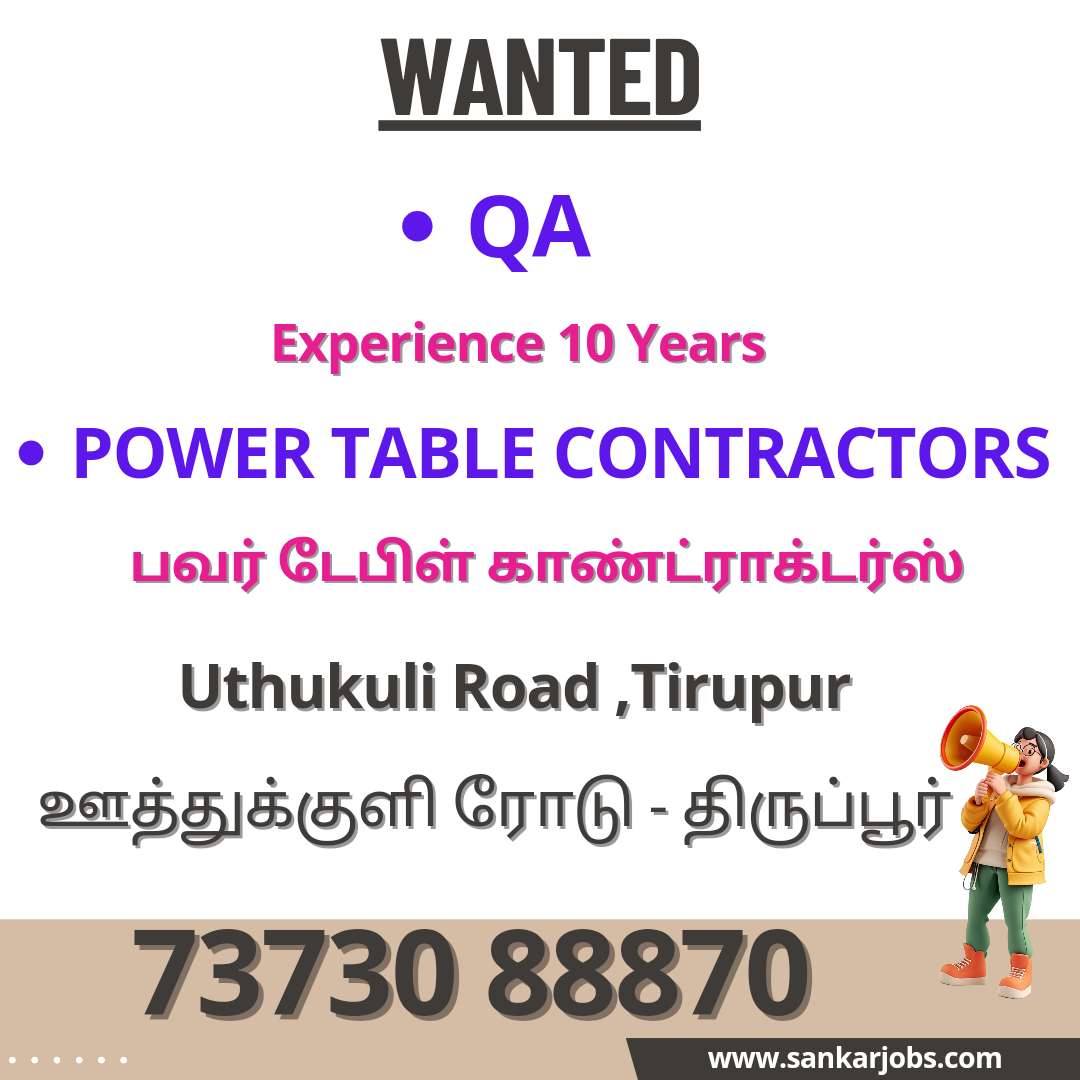 WANTED
• QA
Experience 10 Years
• POWER TABLE CONTRACTORS
பவர் டேபிள் காண்ட்ராக்டர்ஸ்
Uthukuli Road ,Tirupur
ஊத்துக்குளி ரோடு - திருப்பூர்
73730 88870
www.sankarjobs.com